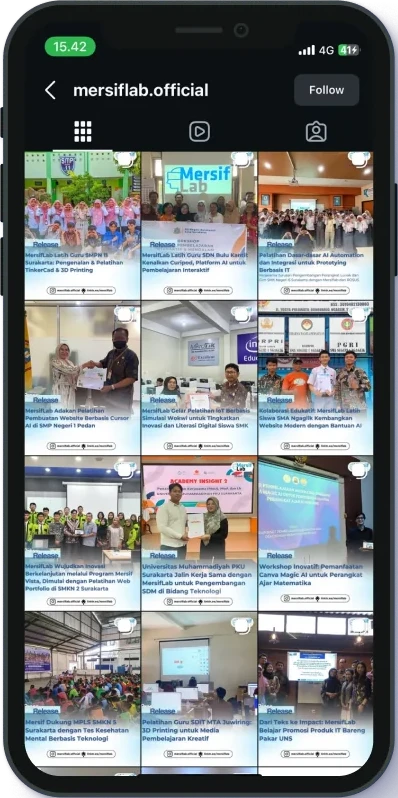 15.42
4G 41
mersiflab.official
Follow
Mersif
Lab
Release
MersifLab Latih Guru SMPN 11
Surakarta: Pengenalan & Pelatihan
TinkerCad & 3D Printing
Release
MersifLab Latih Guru SDN Bulu Kantil
Kenalkan Curipod, Platform AI untuk
Pembelajaran Interaktif
Release
Pelatihan Dasar-dasar AI Automation
dan Integrasi untuk Prototyping
Berbasis IT
Release
MersifLab Adakan Pelatihan
Pembuatan Website Berbasis Cursor
AI di SMP Negeri 1 Pedan
Release
MersifLab Gelar Pelatihan IoT Berbasis
Simulasi Wokwi untuk Tingkatkan
Inovasi dan Literasi Digital Siswa SMK
PGRI
Release
Kolaborasi Edukatif: MersifLab Latih
Siswa SMA Ngaglik Kembangkan
Website Modern dengan Bantuan AI
Release
MersifLab Wujudkan Inovasi
Berkelanjutan melalui Program Mersif
Vista, Dimulai dengan Pelatihan Web
Portfolio di SMKN 2 Surakarta
ACADEMY INSIGHT 2
Release
Universitas Muhammadiyah PKU
Surakarta Jalin Kerja Sama dengan
MersifLab untuk Pengembangan
SDM di Bidang Teknologi
Release
Workshop Inovatif: Pemanfaatan
Canva Magic AI untuk Perangkat
Ajar Matematika
Release
Mersif Dukung MPLS SMKN 5
Surakarta dengan Tes Kesehatan
Mental Berbasis Teknologi
Release
Pelatihan Guru SDIT MTA Juwiring:
3D Printing untuk Media
Pembelajaran Kreatif
Release
Dari Teks ke Impact: MersifLab
Belajar Promosi Produk IT Bareng
Pakar UNS